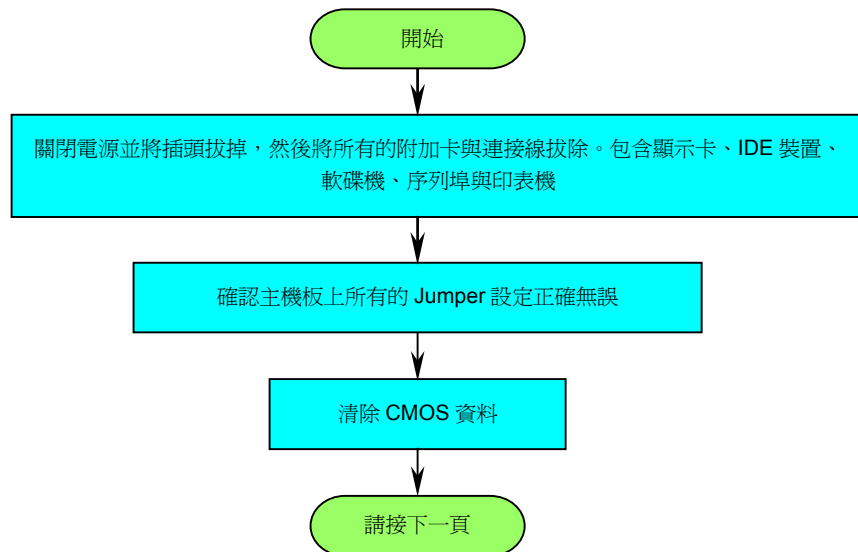 開始
關閉電源並將插頭拔掉，然後將所有的附加卡與連接線拔除。包含顯示卡、IDE 裝置、
軟碟機、序列埠與印表機
確認主機板上所有的 Jumper 設定正確無誤
清除 CMOS 資料
請接下一頁